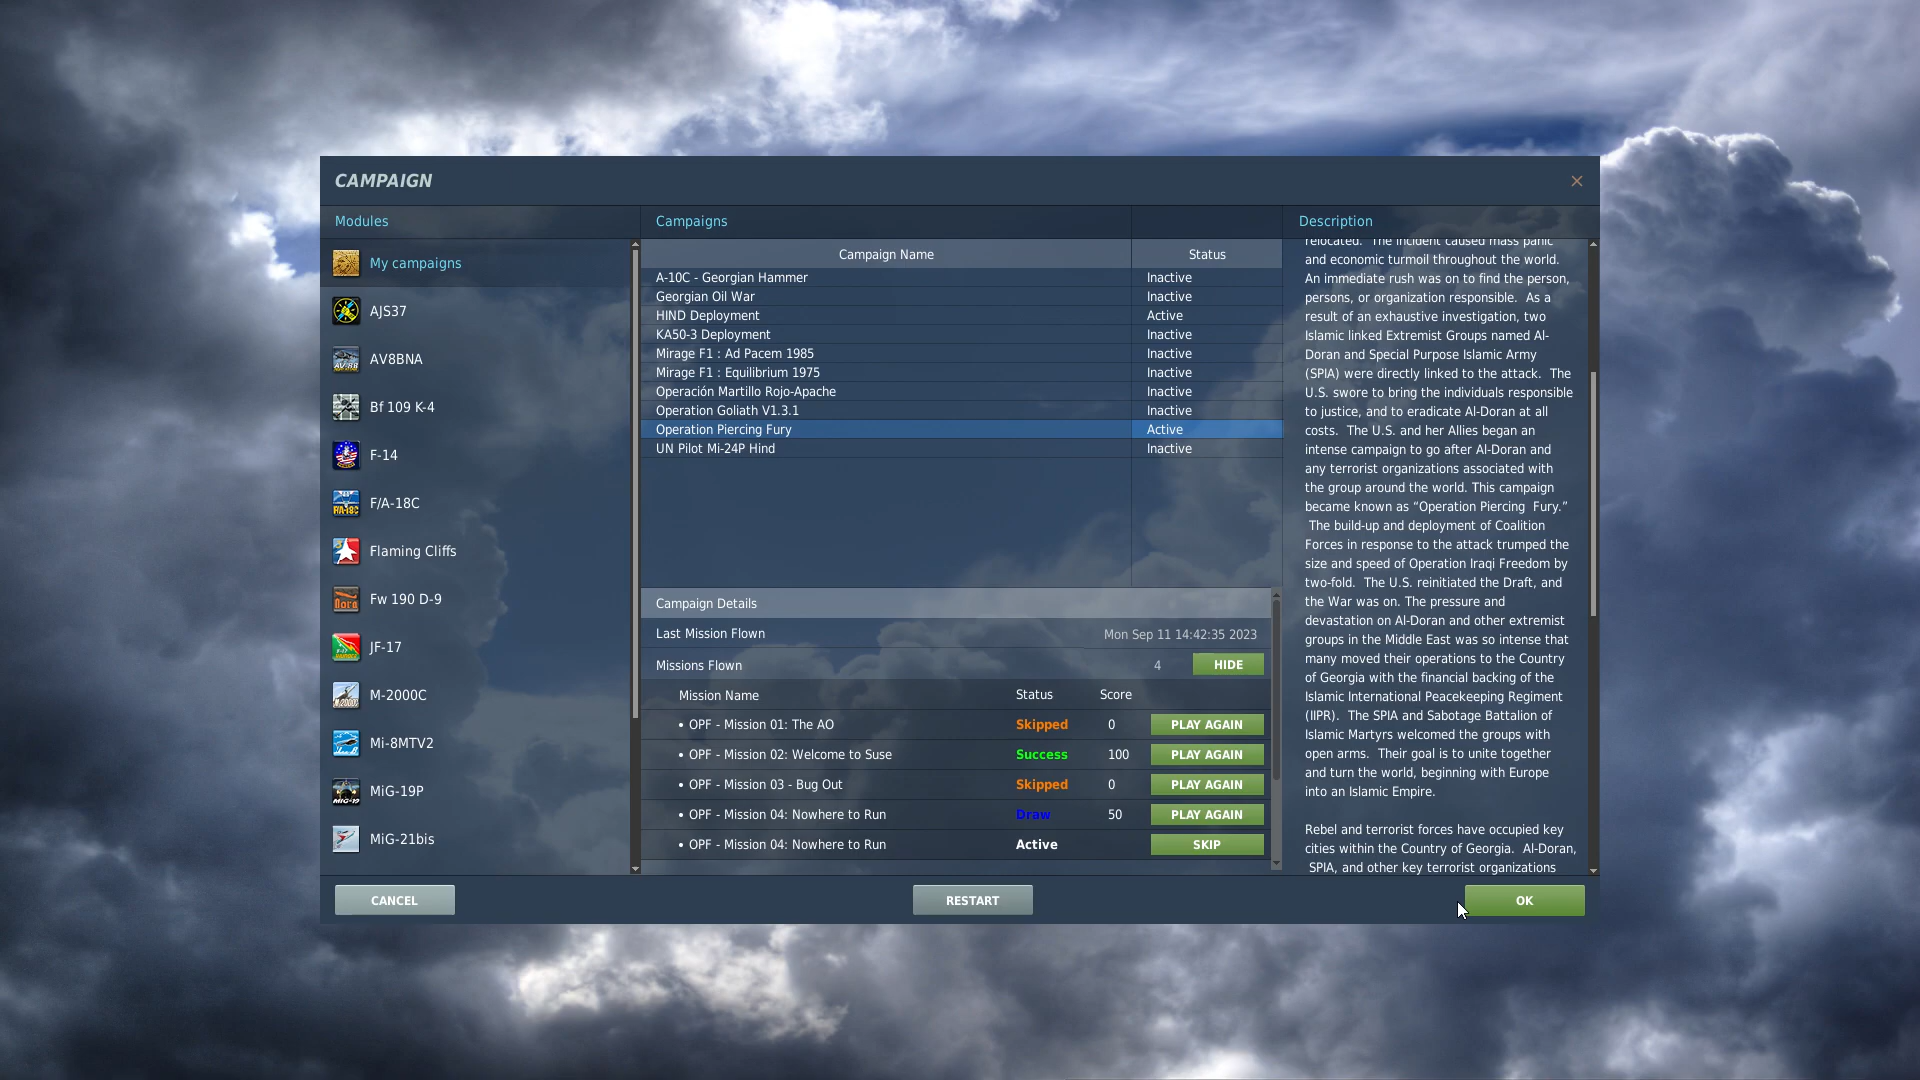 CAMPAIGN
Modules
Campaigns
Description
My campaigns
AJS37
AV8BNA
Bf 109 K-4
F-14
F/A-18C
Flaming Cliffs
Fw 190 D-9
JF-17
M-2000C
Mi-8MTV2
MiG-19P
MiG-21bis
Campaign Name Status
A-10C - Georgian Hammer Inactive
Georgian Oil War Inactive
HIND Deployment Active
KA50-3 Deployment Inactive
Mirage F1 : Ad Pacem 1985 Inactive
Mirage F1 : Equilibrium 1975 Inactive
Operación Martillo Rojo-Apache Inactive
Operation Goliath V1.3.1 Inactive
Operation Piercing Fury Active
UN Pilot Mi-24P Hind Inactive
Campaign Details
Last Mission Flown Mon Sep 11 14:42:35 2023
Missions Flown 4 HIDE
Mission Name Status Score
• OPF - Mission 01: The AO Skipped 0 PLAY AGAIN
• OPF - Mission 02: Welcome to Suse Success 100 PLAY AGAIN
• OPF - Mission 03 - Bug Out Skipped 0 PLAY AGAIN
• OPF - Mission 04: Nowhere to Run Draw 50 PLAY AGAIN
• OPF - Mission 04: Nowhere to Run Active SKIP
relocated. The incident caused mass panic
and economic turmoil throughout the world.
An immediate rush was on to find the person,
persons, or organization responsible. As a
result of an exhaustive investigation, two
Islamic linked Extremist Groups named Al-
Doran and Special Purpose Islamic Army
(SPIA) were directly linked to the attack. The
U.S. swore to bring the individuals responsible
to justice, and to eradicate Al-Doran at all
costs. The U.S. and her Allies began an
intense campaign to go after Al-Doran and
any terrorist organizations associated with
the group around the world. This campaign
became known as “Operation Piercing Fury.”
The build-up and deployment of Coalition
Forces in response to the attack trumped the
size and speed of Operation Iraqi Freedom by
two-fold. The U.S. reinitiated the Draft, and
the War was on. The pressure and
devastation on Al-Doran and other extremist
groups in the Middle East was so intense that
many moved their operations to the Country
of Georgia with the financial backing of the
Islamic International Peacekeeping Regiment
(IIPR). The SPIA and Sabotage Battalion of
Islamic Martyrs welcomed the groups with
open arms. Their goal is to unite together
and turn the world, beginning with Europe
into an Islamic Empire.
Rebel and terrorist forces have occupied key
cities within the Country of Georgia. Al-Doran,
SPIA, and other key terrorist organizations
CANCEL
RESTART
OK